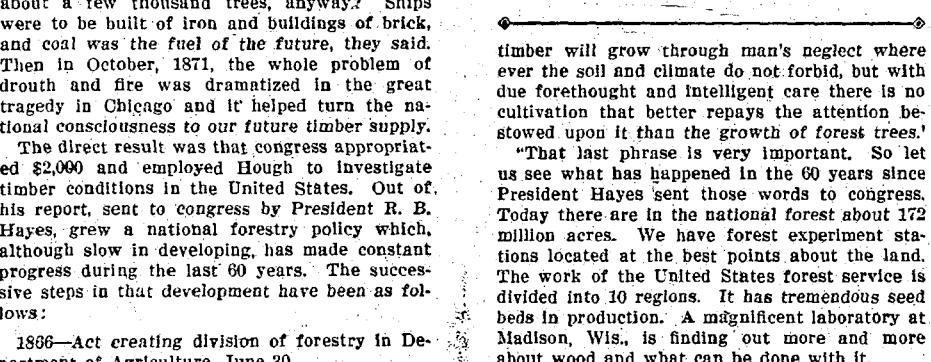 about a few thousand trees, anyway? Ships
were to be built of iron and buildings of brick,
and coal was the fuel of the future, they said.
Then in October, 1871, the whole problem of
drouth and fire was dramatized in the great
tragedy in Chicago and it helped turn the na-
tional consciousness to our future timber supply.
The direct result was that congress appropriat-
ed $2,000 and employed Hough to investigate
timber conditions in the United States. Out of
his report, sent to congress by President R. B.
Hayes, grew a national forestry policy which,
although slow in developing, has made constant
progress during the last 60 years. The succes-
sive steps in that development have been as fol-
lows:
1866—Act creating division of forestry in De-
partment of Agriculture, June 30
timber will grow through man's neglect where
ever the soil and climate do not forbid, but with
due forethought and intelligent care there is no
cultivation that better repays the attention be-
stowed upon it than the growth of forest trees.'
"That last phrase is very important. So let
us see what has happened in the 60 years since
President Hayes sent those words to congress.
Today there are in the national forest about 172
million acres. We have forest experiment sta-
tions located at the best points about the land.
The work of the United States forest service is
divided into 10 regions. It has tremendous seed
beds in production. A magnificent laboratory at
Madison, Wis., is finding out more and more
about wood and what can be done with it.